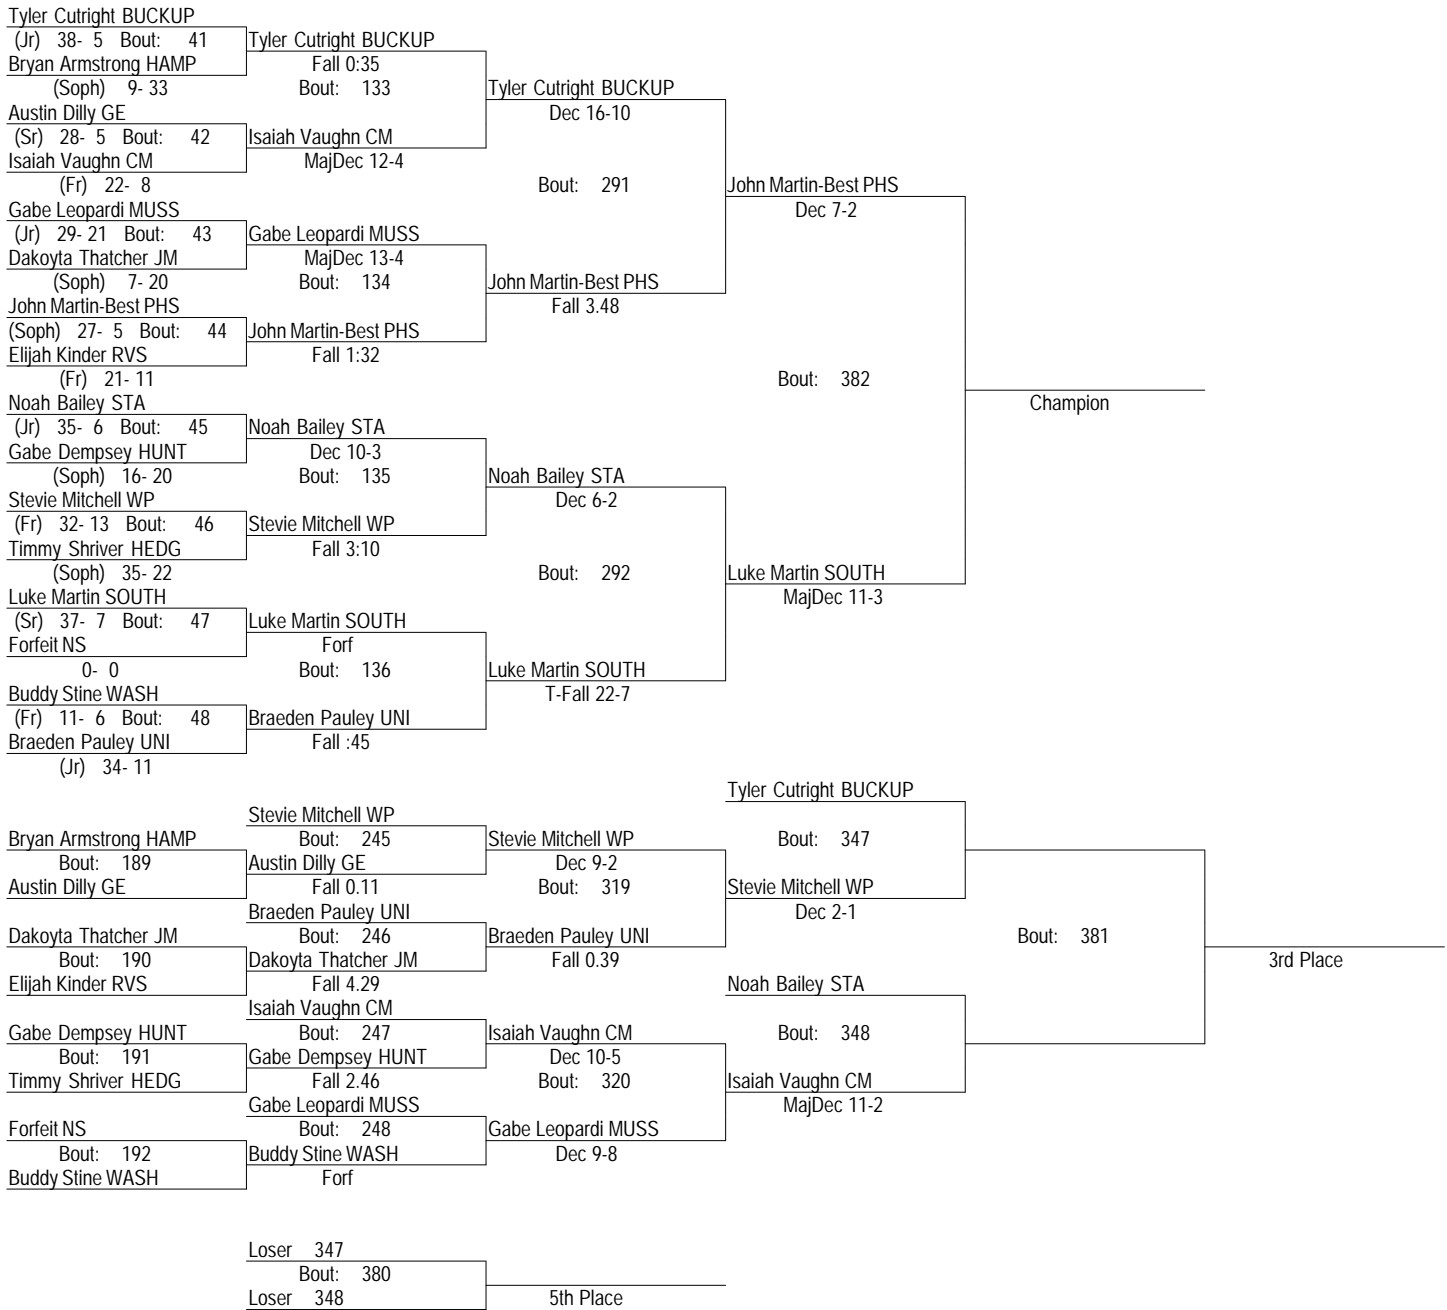 Tyler Cutright BUCKUP
(Jr) 38- 5 Bout: 41
Bryan Armstrong HAMP
(Soph) 9- 33
Austin Dilly GE
(Sr) 28- 5 Bout: 42
Isaiah Vaughn CM
(Fr) 22- 8
Gabe Leopardi MUSS
(Jr) 29- 21 Bout: 43
Dakoyta Thatcher JM
(Soph) 7- 20
John Martin-Best PHS
(Soph) 27- 5 Bout: 44
Elijah Kinder RVS
(Fr) 21- 11
Noah Bailey STA
(Jr) 35- 6 Bout: 45
Gabe Dempsey HUNT
(Soph) 16- 20
Stevie Mitchell WP
(Fr) 32- 13 Bout: 46
Timmy Shriver HEDG
(Soph) 35- 22
Luke Martin SOUTH
(Sr) 37- 7 Bout: 47
Forfeit NS
0- 0
Buddy Stine WASH
(Fr) 11- 6 Bout: 48
Braeden Pauley UNI
(Jr) 34- 11
Tyler Cutright BUCKUP
Fall 0:35
Bout: 133
Isaiah Vaughn CM
MajDec 12-4
Gabe Leopardi MUSS
MajDec 13-4
Bout: 134
John Martin-Best PHS
Fall 1:32
Noah Bailey STA
Dec 10-3
Bout: 135
Stevie Mitchell WP
Fall 3:10
Luke Martin SOUTH
Forf
Bout: 136
Braeden Pauley UNI
Fall :45
Tyler Cutright BUCKUP
Dec 16-10
Bout: 291
John Martin-Best PHS
Fall 3.48
Noah Bailey STA
Dec 6-2
Bout: 292
Luke Martin SOUTH
T-Fall 22-7
John Martin-Best PHS
Dec 7-2
Bout: 382
Luke Martin SOUTH
MajDec 11-3
Champion
Bryan Armstrong HAMP
Bout: 189
Austin Dilly GE
Dakoyta Thatcher JM
Bout: 190
Elijah Kinder RVS
Gabe Dempsey HUNT
Bout: 191
Timmy Shriver HEDG
Forfeit NS
Bout: 192
Buddy Stine WASH
Stevie Mitchell WP
Bout: 245
Austin Dilly GE
Fall 0.11
Braeden Pauley UNI
Bout: 246
Dakoyta Thatcher JM
Fall 4.29
Isaiah Vaughn CM
Bout: 247
Gabe Dempsey HUNT
Fall 2.46
Gabe Leopardi MUSS
Bout: 248
Buddy Stine WASH
Forf
Stevie Mitchell WP
Dec 9-2
Bout: 319
Braeden Pauley UNI
Fall 0.39
Isaiah Vaughn CM
Dec 10-5
Bout: 320
Gabe Leopardi MUSS
Dec 9-8
Tyler Cutright BUCKUP
Bout: 347
Stevie Mitchell WP
Dec 2-1
Noah Bailey STA
Bout: 348
Isaiah Vaughn CM
MajDec 11-2
Bout: 381
3rd Place
Loser 347
Bout: 380
Loser 348
5th Place